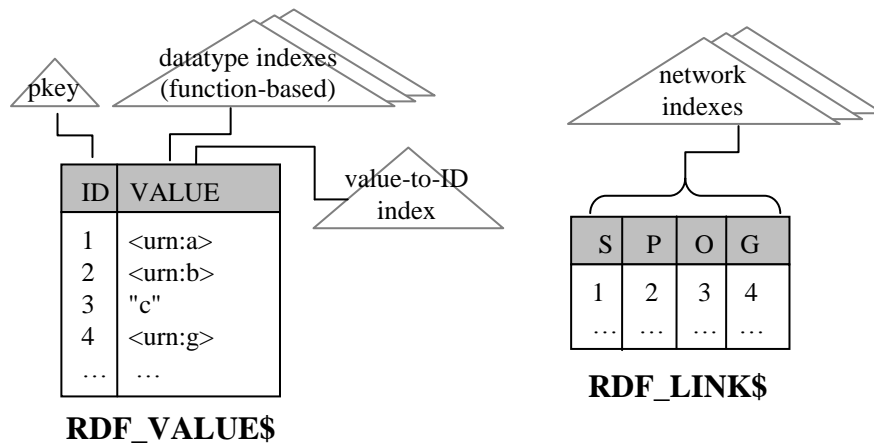 datatype indexes
(function-based)
pkey
value-to-ID
index
ID VALUE
1 <urn:a>
2 <urn:b>
3 "c"
4 <urn:g>
… …
RDF_VALUE$
network
indexes
S P O G
1 2 3 4
… … … …
RDF_LINK$